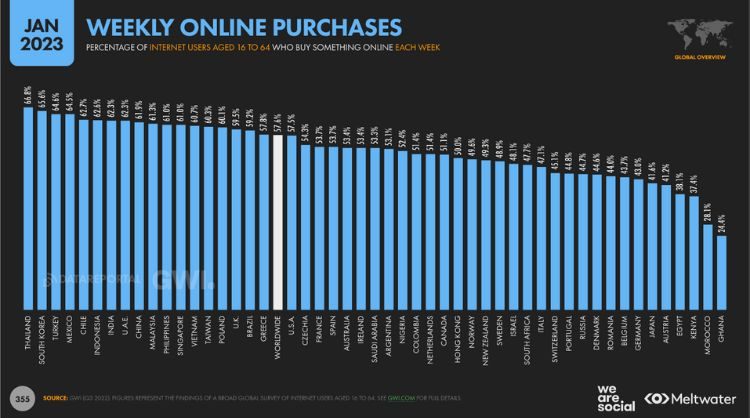 JAN
2023
WEEKLY ONLINE PURCHASES
PERCENTAGE OF INTERNET USERS AGED 16 TO 64 WHO BUY SOMETHING ONLINE EACH WEEK
GLOBAL OVERVIEW
66.8% 65.6% 64.6% 64.5% 62.7% 62.6% 62.3% 62.3% 61.9% 61.3% 61.0% 61.0% 60.7% 60.3% 60.1% 59.5% 59.2% 57.8% 57.6% 57.5% 54.3% 53.7% 53.7% 53.4% 53.4% 53.3% 53.1% 52.4% 51.4% 51.4% 51.1% 50.0% 49.6% 49.3% 48.9% 48.1% 47.7% 47.1% 45.1% 44.8% 44.7% 44.6% 44.0% 43.7% 43.0% 41.6% 41.2% 38.1% 37.4% 28.1% 24.4%
DATAREPORTAL GWI.
THAILAND SOUTH KOREA TURKEY MEXICO CHILE INDONESIA INDIA U.A.E. CHINA MALAYSIA PHILIPPINES SINGAPORE VIETNAM TAIWAN POLAND U.K. BRAZIL GREECE WORLDWIDE U.S.A. CZECHIA FRANCE SPAIN AUSTRALIA IRELAND SAUDI ARABIA ARGENTINA NIGERIA COLOMBIA NETHERLANDS CANADA HONG KONG NORWAY NEW ZEALAND SWEDEN ISRAEL SOUTH AFRICA ITALY SWITZERLAND PORTUGAL RUSSIA DENMARK ROMANIA BELGIUM GERMANY JAPAN AUSTRIA EGYPT KENYA MOROCCO GHANA
355
SOURCE: GWI (Q3 2022). FIGURES REPRESENT THE FINDINGS OF A BROAD GLOBAL SURVEY OF INTERNET USERS AGED 16 TO 64. SEE GWI.COM FOR FULL DETAILS.
we
are
social
Meltwater